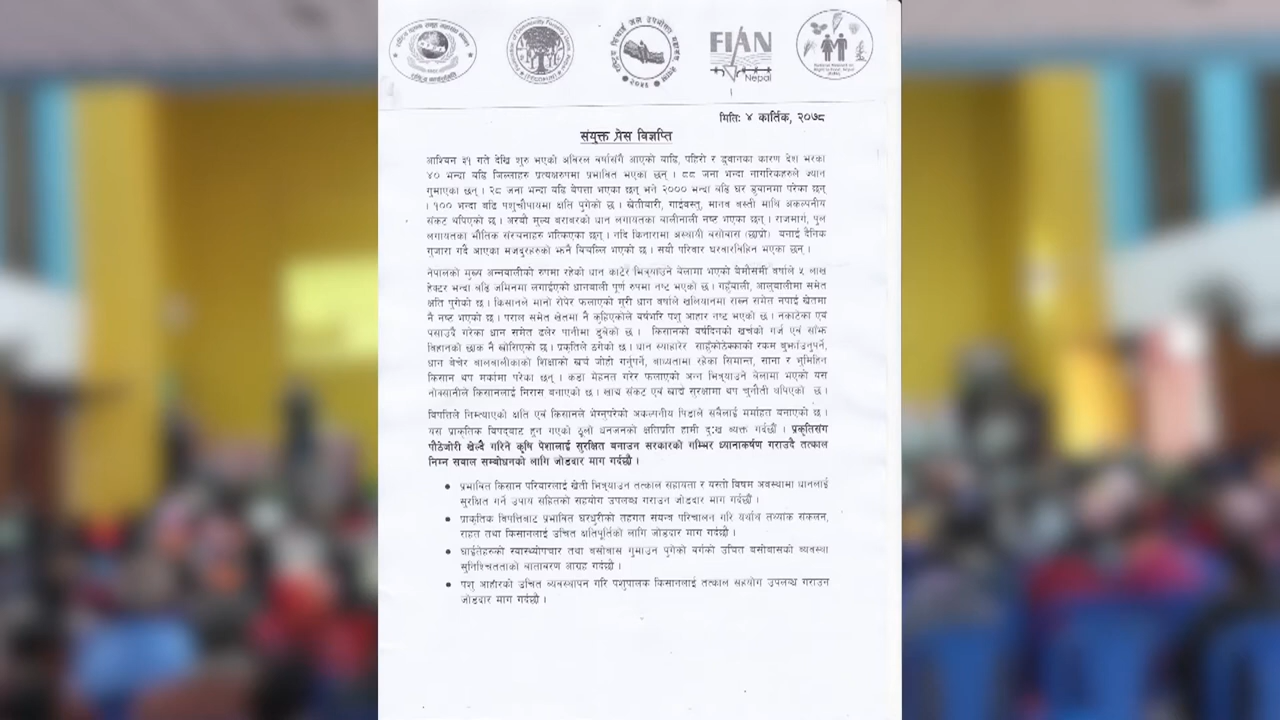 FIAN
Nepal
मिति: ४ कार्तिक, २०७८
संयुक्त प्रेस विज्ञप्ति
आश्विन ३१ गते देखि शुरु भएको अविरल वर्षासँगै आएको बाढि, पहिरो र डुवानका कारण देश भरका
४० भन्दा बढि जिल्लाहरु प्रत्यक्षरुपमा प्रभावित भएका छन् । ८८ जना भन्दा नागरिकहरुले ज्यान
गुमाएका छन् । २८ जना भन्दा बढि बेपत्ता भएका छन् भने २००० भन्दा बढि घर डुबानमा परेका छन्
। १०० भन्दा बढि पशुचौपायमा क्षति पुगेको छ । खेतीबारी, गाईवस्तु, मानव वस्ती माथि अकल्पनीय
संकट थपिएको छ । अरबौं मुल्य बराबरको धान लगायतका बालीनाली नष्ट भएका छन् । राजमार्ग, पुल
लगायतका भौतिक संरचनाहरु भत्किएका छन् । नदि किनारामा अस्थायी बसोबास (छाप्रो) बनाई दैनिक
गुजारा गर्दै आएका मजदुरहरुको झनै बिचल्लि भएको छ । सयौं परिवार घरवारविहिन भएका छन् ।
नेपालको मुख्य अन्नबालीको रुपमा रहेको धान काटेर भित्र्याउने बेलामा भएको बेमौसमी वर्षाले ५ लाख
हेक्टर भन्दा बढि जमिनमा लगाईएको धानबाली पूर्ण रुपमा नष्ट भएको छ । गहुँबाली, आलुबालीमा समेत
क्षति पुगेको छ । किसानले मानो रोपेर फलाएको मुरी धान वर्षाले खलियानमा राख्न समेत नपाई खेतमा
नै नष्ट भएको छ । पराल समेत खेतमा नै कुहिएकोले वर्षभरि पशु आहार नष्ट भएको छ । नकाटेका एवं
पसाउदै गरेका धान समेत ढलेर पानीमा डुबेको छ । किसानको वर्षदिनको खर्चको गर्ज एवं साँझ
विहानको छाक नै खोसिएको छ । प्रकृतिले ठगेको छ । धान स्याहारेर साहुँकोठेक्काको रकम बुझाउनुपर्ने,
धान बेचेर बालबालीकाको शिक्षाको खर्च जोहो गर्नुपर्ने, बाध्यतामा रहेका सिमान्त, साना र भुमिहिन
किसान थप मर्कामा परेका छन् । कडा मेहनत गरेर फलाएको अन्न भित्र्याउने बेलामा भएको यस
नोक्सानीले किसानलाई निरास बनाएको छ । खाद्य संकट एवं खाद्य सुरक्षामा थप चुनौती थपिएको छ ।
बिपत्तिले निम्त्याएको क्षति एवं किसानले भोग्नुपरेको अकल्पनीय पिडाले सबैलाई मर्माहत बनाएको छ ।
यस प्राकृतिक बिपद्बाट हुन गएको ठूलो धनजनको क्षतिप्रति हामी दु:ख व्यक्त गर्दछौं । प्रकृतिसंग
पौंठेजोरी खेल्दै गरिने कृषि पेशालाई सुरक्षित बनाउन सरकारको गम्भिर ध्यानाकर्षण गराउदै तत्काल
निम्न सवाल सम्बोधनको लागि जोडदार माग गर्दछौं ।
• प्रभावित किसान परिवारलाई खेती भित्र्याउन तत्काल सहायता र यस्तो विषम अवस्थामा धानलाई
सुरक्षित गर्ने उपाय सहितको सहयोग उपलब्ध गराउन जोडदार माग गर्दछौं ।
• प्राकृतिक विपत्तिबाट प्रभावित घरधुरीको तहगत संयन्त्र परिचालन गरि यर्थाथ तथ्यांक संकलन,
राहत तथा किसानलाई उचित क्षतिपूर्तिको लागि जोडदार माग गर्दछौं ।
• घाईतेहरुको स्वास्थ्योपचार तथा बसोबास गुमाउन पुगेका वर्गको उचित बसोबासको व्यवस्था
सुनिश्चितताको बातावरण आग्रह गर्दछौं ।
• पशु आहारको उचित व्यवस्थापन गरि पशुपालक किसानलाई तत्काल सहयोग उपलब्ध गराउन
जोडदार माग गर्दछौं ।